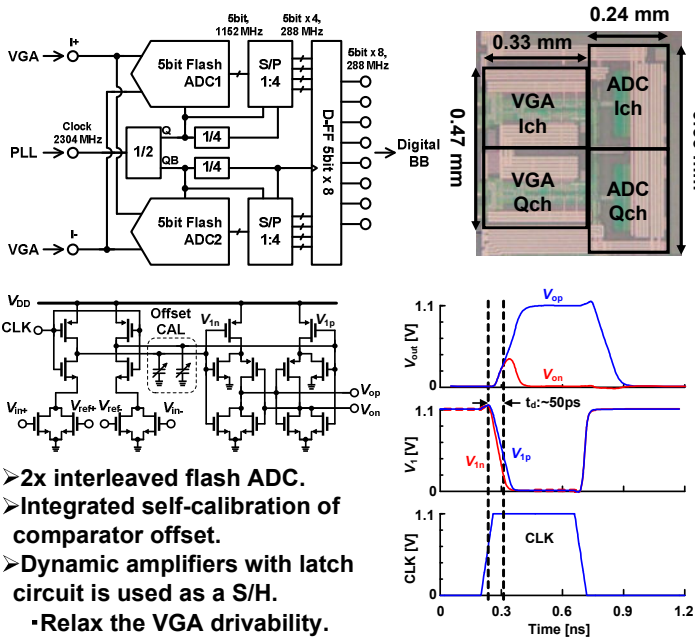 5bit,
1152 MHz
5bit x 4,
288 MHz
5bit x 8,
288 MHz
VGA
I+
5bit Flash
ADC1
S/P
1:4
Clock
2304 MHz
PLL
1/2
Q
QB
1/4
1/4
D-FF 5bit x 8
Digital
BB
5bit Flash
ADC2
S/P
1:4
VGA
I-
0.24 mm
0.33 mm
0.47 mm
VGA
Ich
ADC
Ich
VGA
Qch
ADC
Qch
VDD
CLK
Offset
CAL
V1n
V1p
Vin+
Vref+
Vref-
Vin-
Vop
Von
➢2x interleaved flash ADC.
➢Integrated self-calibration of
comparator offset.
➢Dynamic amplifiers with latch
circuit is used as a S/H.
▪Relax the VGA drivability.
1.1
Vout [V]
0
Vop
Von
1.1
V1 [V]
0
td:~50ps
V1n
V1p
1.1
CLK [V]
0
CLK
0 0.3 0.6 0.9 1.2
Time [ns]